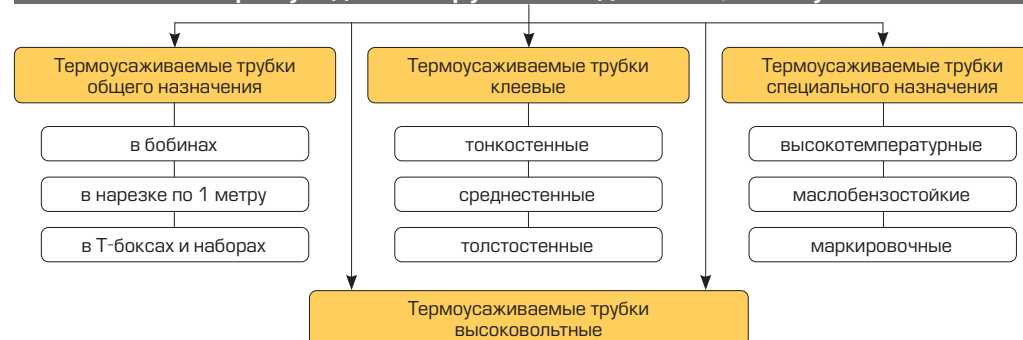 Термоусаживаемые трубки
общего назначения
Термоусаживаемые трубки
клеевые
Термоусаживаемые трубки
специального назначения
в бобинах
тонкостенные
высокотемпературные
в нарезке по 1 метру
среднестенные
маслобензостойкие
в Т-боксах и наборах
толстостенные
маркировочные
Термоусаживаемые трубки
высоковольтные